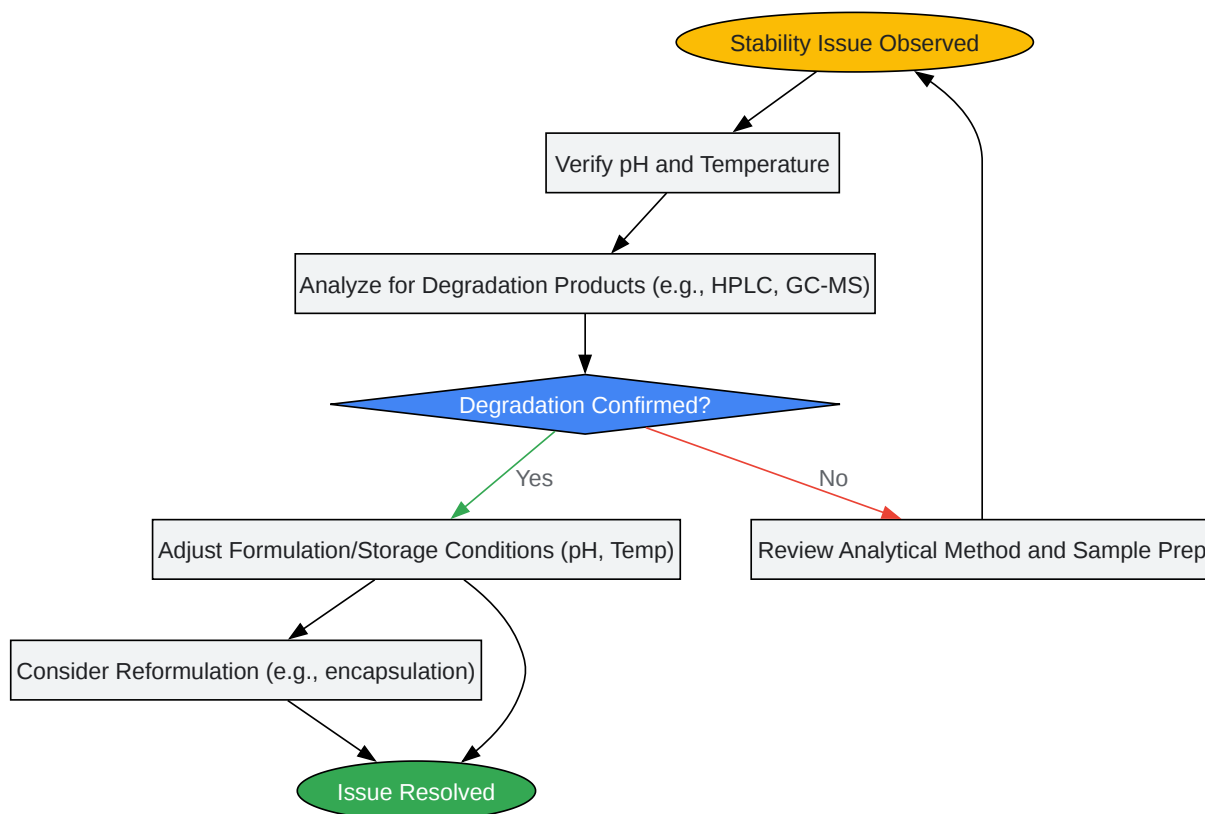 Stability Issue Observed
Verify pH and Temperature
Analyze for Degradation Products (e.g., HPLC, GC-MS)
Degradation Confirmed?
Yes
No
Adjust Formulation/Storage Conditions (pH, Temp)
Review Analytical Method and Sample Prep
Consider Reformulation (e.g., encapsulation)
Issue Resolved